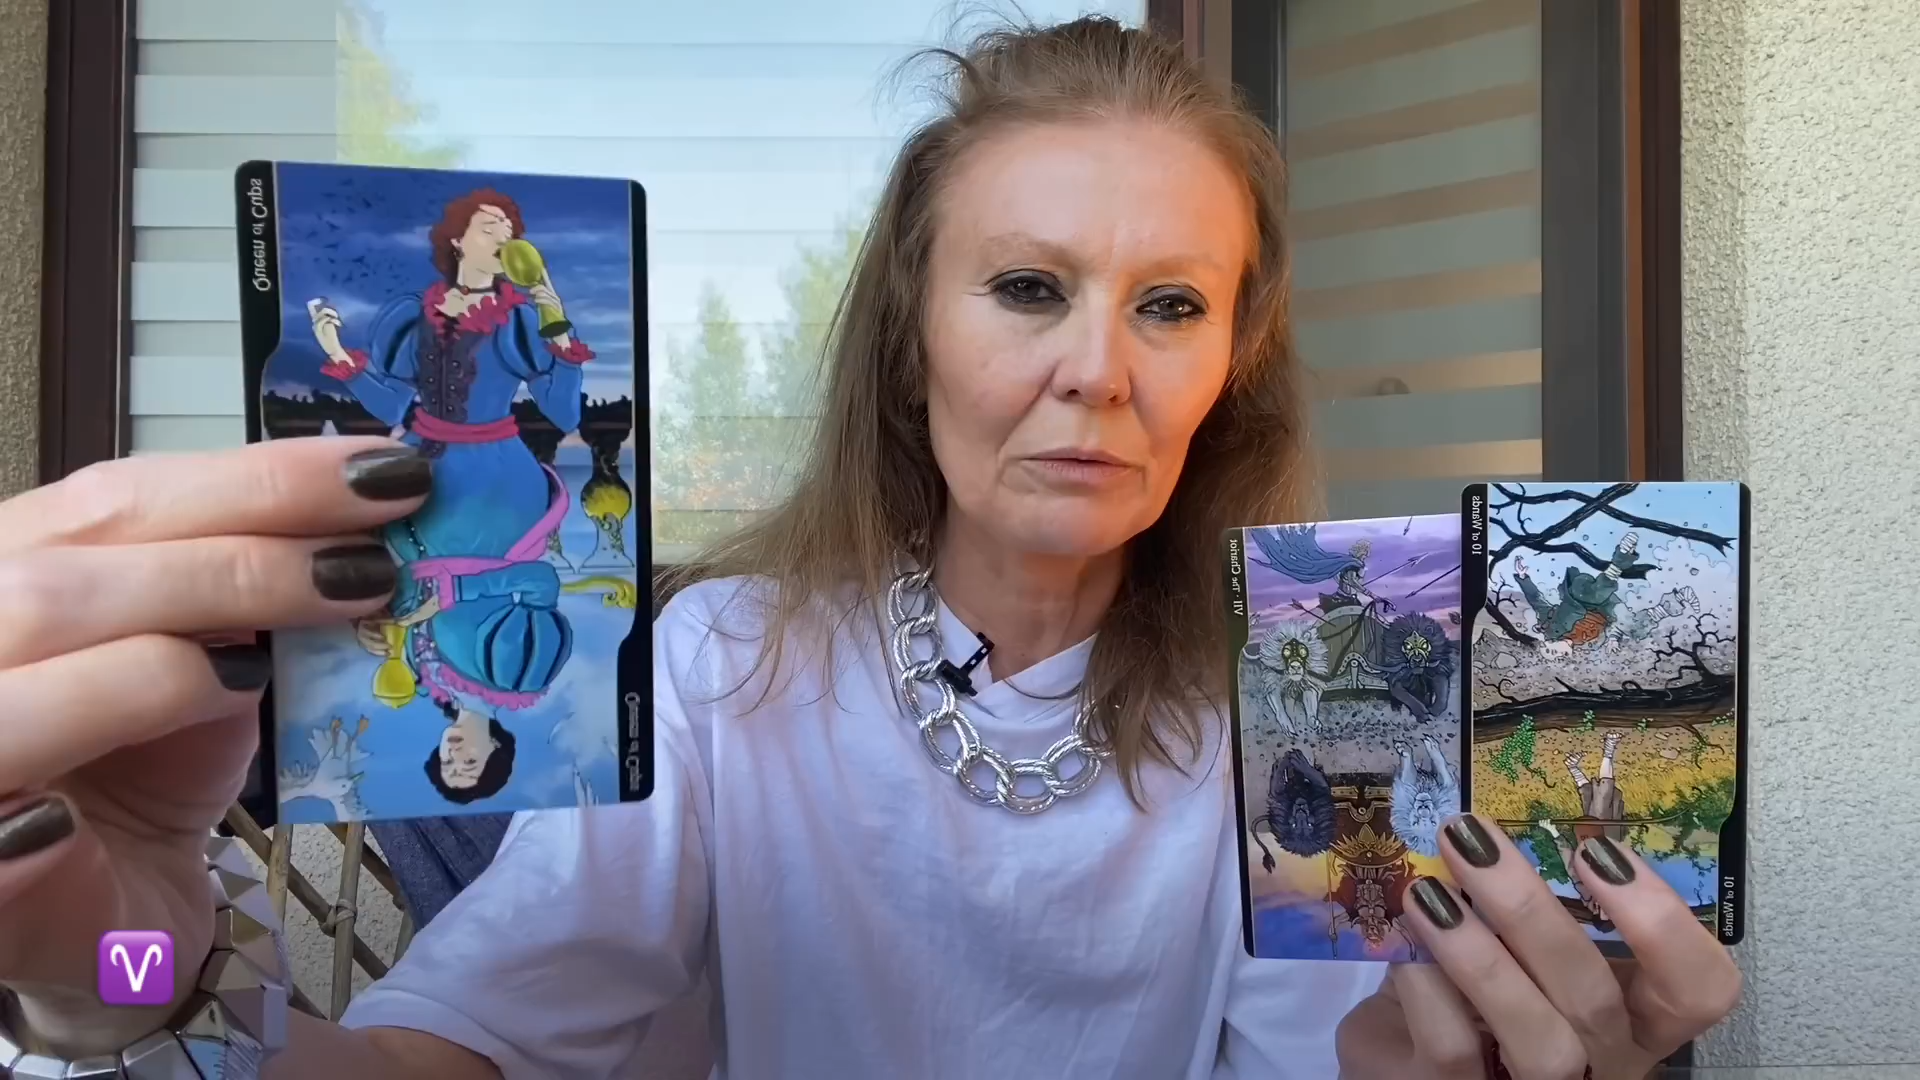 Queen of Cups
Queen of Cups
VII - The Chariot
10 of Wands
10 of Wands
♈